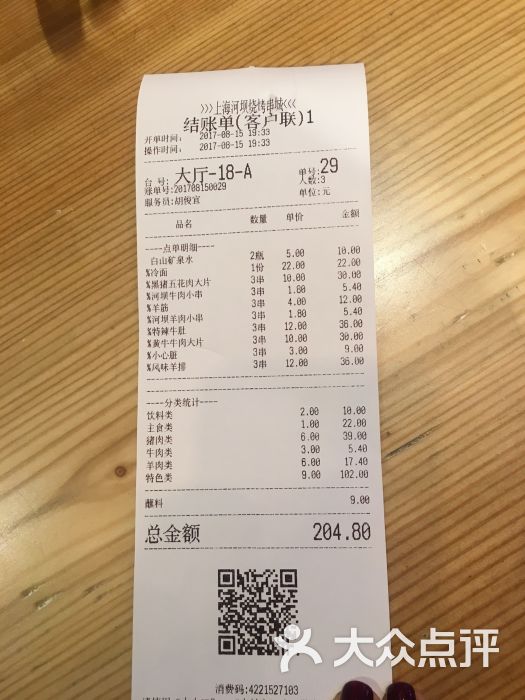 >>>上海河坝烧烤串城<<<
结账单(客户联)1
开单时间: 2017-08-15 19:33
操作时间: 2017-08-15 19:33
台号: 大厅-18-A 单号:29
账单号:201708150029 人数:3
服务员:胡俊宜 单位:元
品名 数量 单价 金额
----点单明细----
白山矿泉水 2瓶 5.00 10.00
%冷面 1份 22.00 22.00
%黑猪五花肉大片 3串 10.00 30.00
%河坝牛肉小串 3串 1.80 5.40
%羊筋 3串 4.00 12.00
%河坝羊肉小串 3串 1.80 5.40
%特辣牛肚 3串 12.00 36.00
%黄牛牛肉大片 3串 10.00 30.00
%小心脏 3串 3.00 9.00
%风味羊排 3串 12.00 36.00
----分类统计----
饮料类 2.00 10.00
主食类 1.00 22.00
猪肉类 6.00 39.00
牛肉类 3.00 5.40
羊肉类 6.00 17.40
特色类 9.00 102.00
蘸料 9.00
总金额 204.80
消费码:4221527103
大众点评